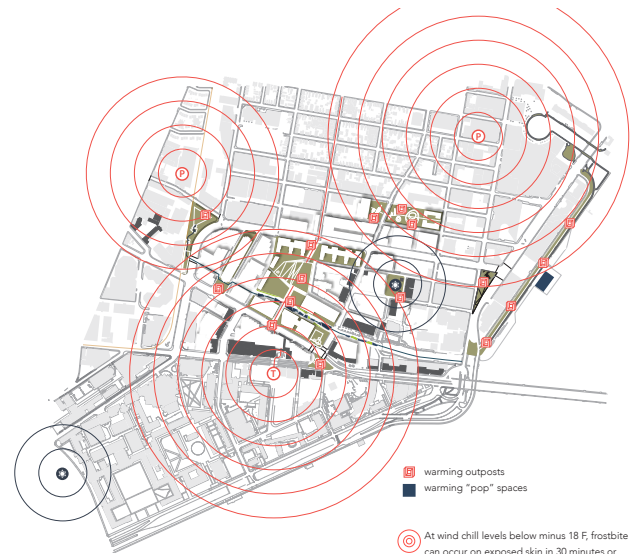 P
P
T
warming outposts
warming “pop” spaces
At wind chill levels below minus 18 F, frostbite
can occur on exposed skin in 30 minutes or